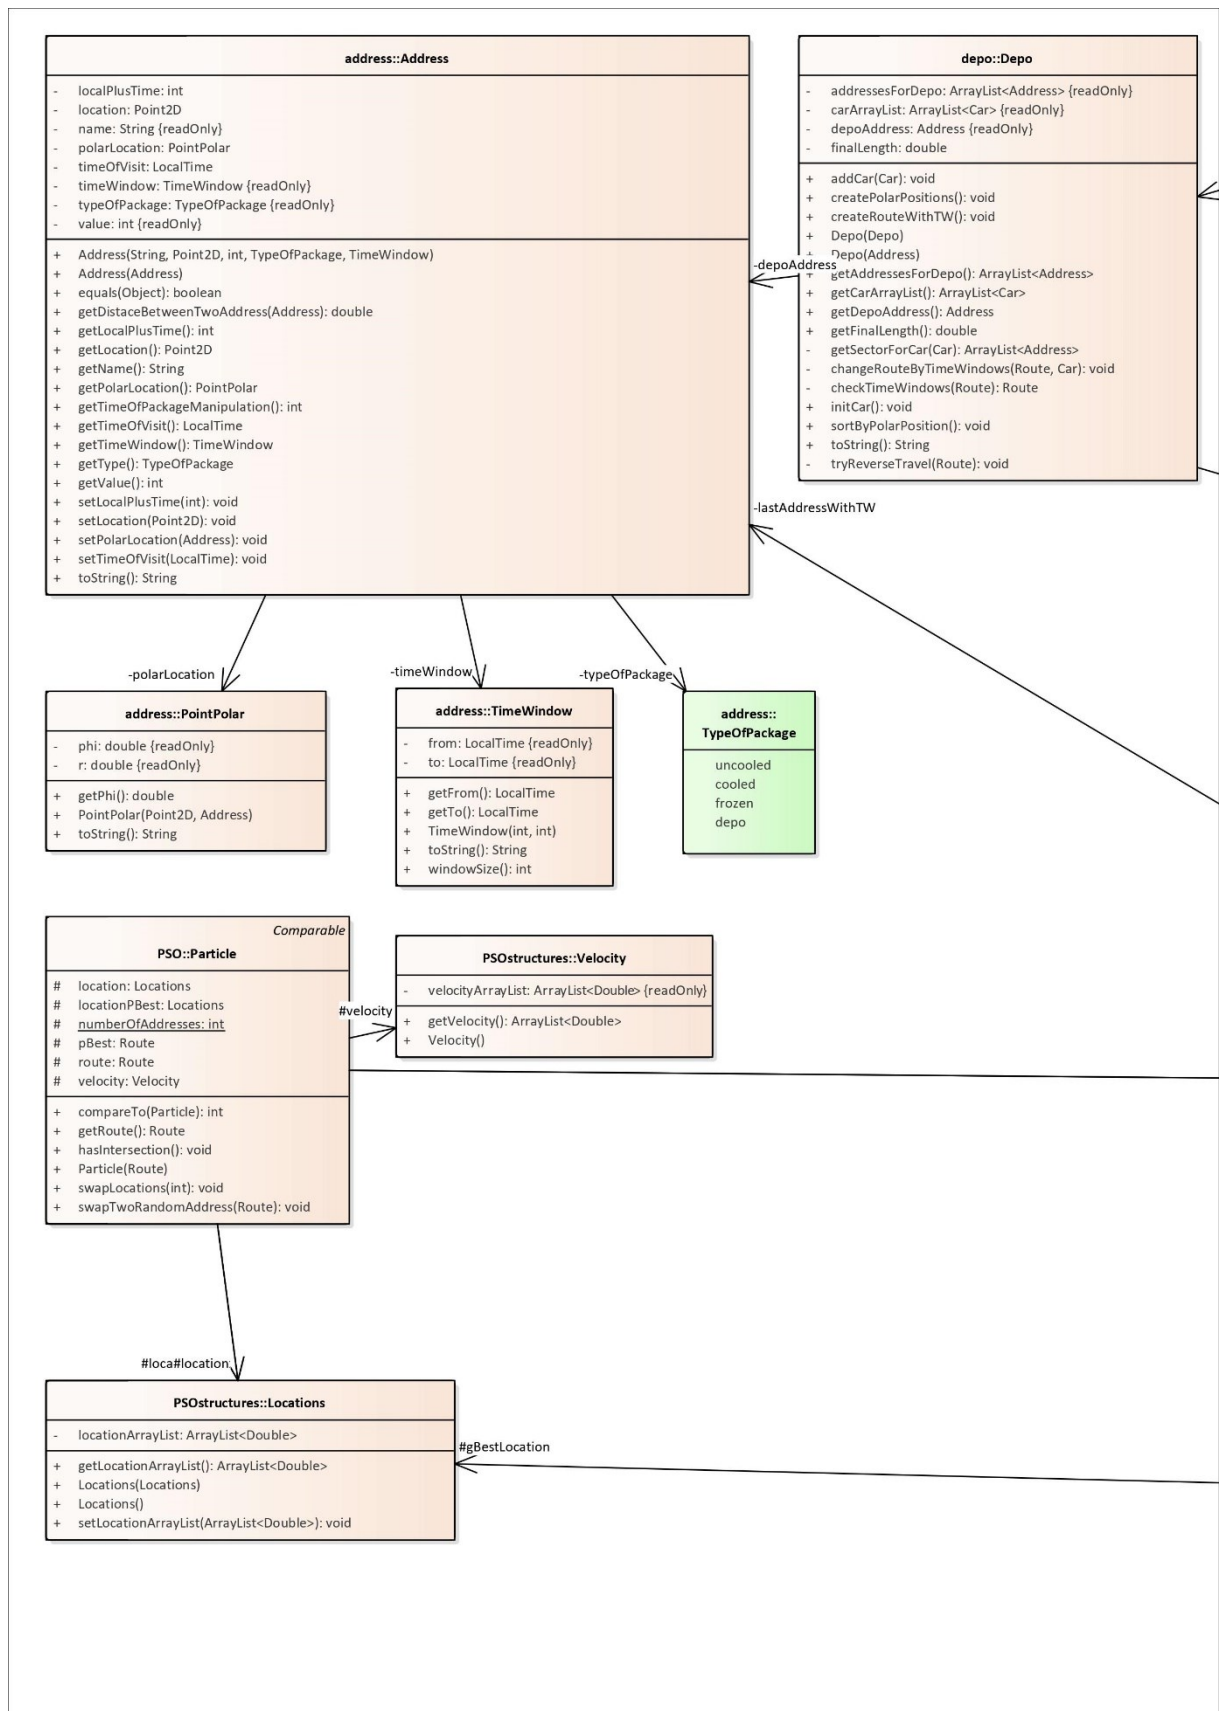 address::Address
- localPlusTime: int
- location: Point2D
- name: String {readOnly}
- polarLocation: PointPolar
- timeOfVisit: LocalTime
- timeWindow: TimeWindow {readOnly}
- typeOfPackage: TypeOfPackage {readOnly}
- value: int {readOnly}
+ Address(String, Point2D, int, TypeOfPackage, TimeWindow)
+ Address(Address)
+ equals(Object): boolean
+ getDistaceBetweenTwoAddress(Address): double
+ getLocalPlusTime(): int
+ getLocation(): Point2D
+ getName(): String
+ getPolarLocation(): PointPolar
+ getTimeOfPackageManipulation(): int
+ getTimeOfVisit(): LocalTime
+ getTimeWindow(): TimeWindow
+ getType(): TypeOfPackage
+ getValue(): int
+ setLocalPlusTime(int): void
+ setLocation(Point2D): void
+ setPolarLocation(Address): void
+ setTimeOfVisit(LocalTime): void
+ toString(): String
depo::Depo
- addressesForDepo: ArrayList<Address> {readOnly}
- carArrayList: ArrayList<Car> {readOnly}
- depoAddress: Address {readOnly}
- finalLength: double
+ addCar(Car): void
+ createPolarPositions(): void
+ createRouteWithTW(): void
+ Depo(Depo)
+ Depo(Address)
+ getAddressesForDepo(): ArrayList<Address>
+ getCarArrayList(): ArrayList<Car>
+ getDepoAddress(): Address
+ getFinalLength(): double
- getSectorForCar(Car): ArrayList<Address>
- changeRouteByTimeWindows(Route, Car): void
- checkTimeWindows(Route): Route
+ initCar(): void
+ sortByPolarPosition(): void
+ toString(): String
- tryReverseTravel(Route): void
-depoAddress
-lastAddressWithTW
-polarLocation
-timeWindow
-typeOfPackage
address::PointPolar
- phi: double {readOnly}
- r: double {readOnly}
+ getPhi(): double
+ PointPolar(Point2D, Address)
+ toString(): String
address::TimeWindow
- from: LocalTime {readOnly}
- to: LocalTime {readOnly}
+ getFrom(): LocalTime
+ getTo(): LocalTime
+ TimeWindow(int, int)
+ toString(): String
+ windowSize(): int
address::
TypeOfPackage
uncooled
cooled
frozen
depo
Comparable
PSO::Particle
# location: Locations
# locationPBest: Locations
# numberOfAddresses: int
# pBest: Route
# route: Route
# velocity: Velocity
+ compareTo(Particle): int
+ getRoute(): Route
+ hasIntersection(): void
+ Particle(Route)
+ swapLocations(int): void
+ swapTwoRandomAddress(Route): void
#velocity
PSOstructures::Velocity
- velocityArrayList: ArrayList<Double> {readOnly}
+ getVelocity(): ArrayList<Double>
+ Velocity()
#loca#location
PSOstructures::Locations
- locationArrayList: ArrayList<Double>
+ getLocationArrayList(): ArrayList<Double>
+ Locations(Locations)
+ Locations()
+ setLocationArrayList(ArrayList<Double>): void
#gBestLocation